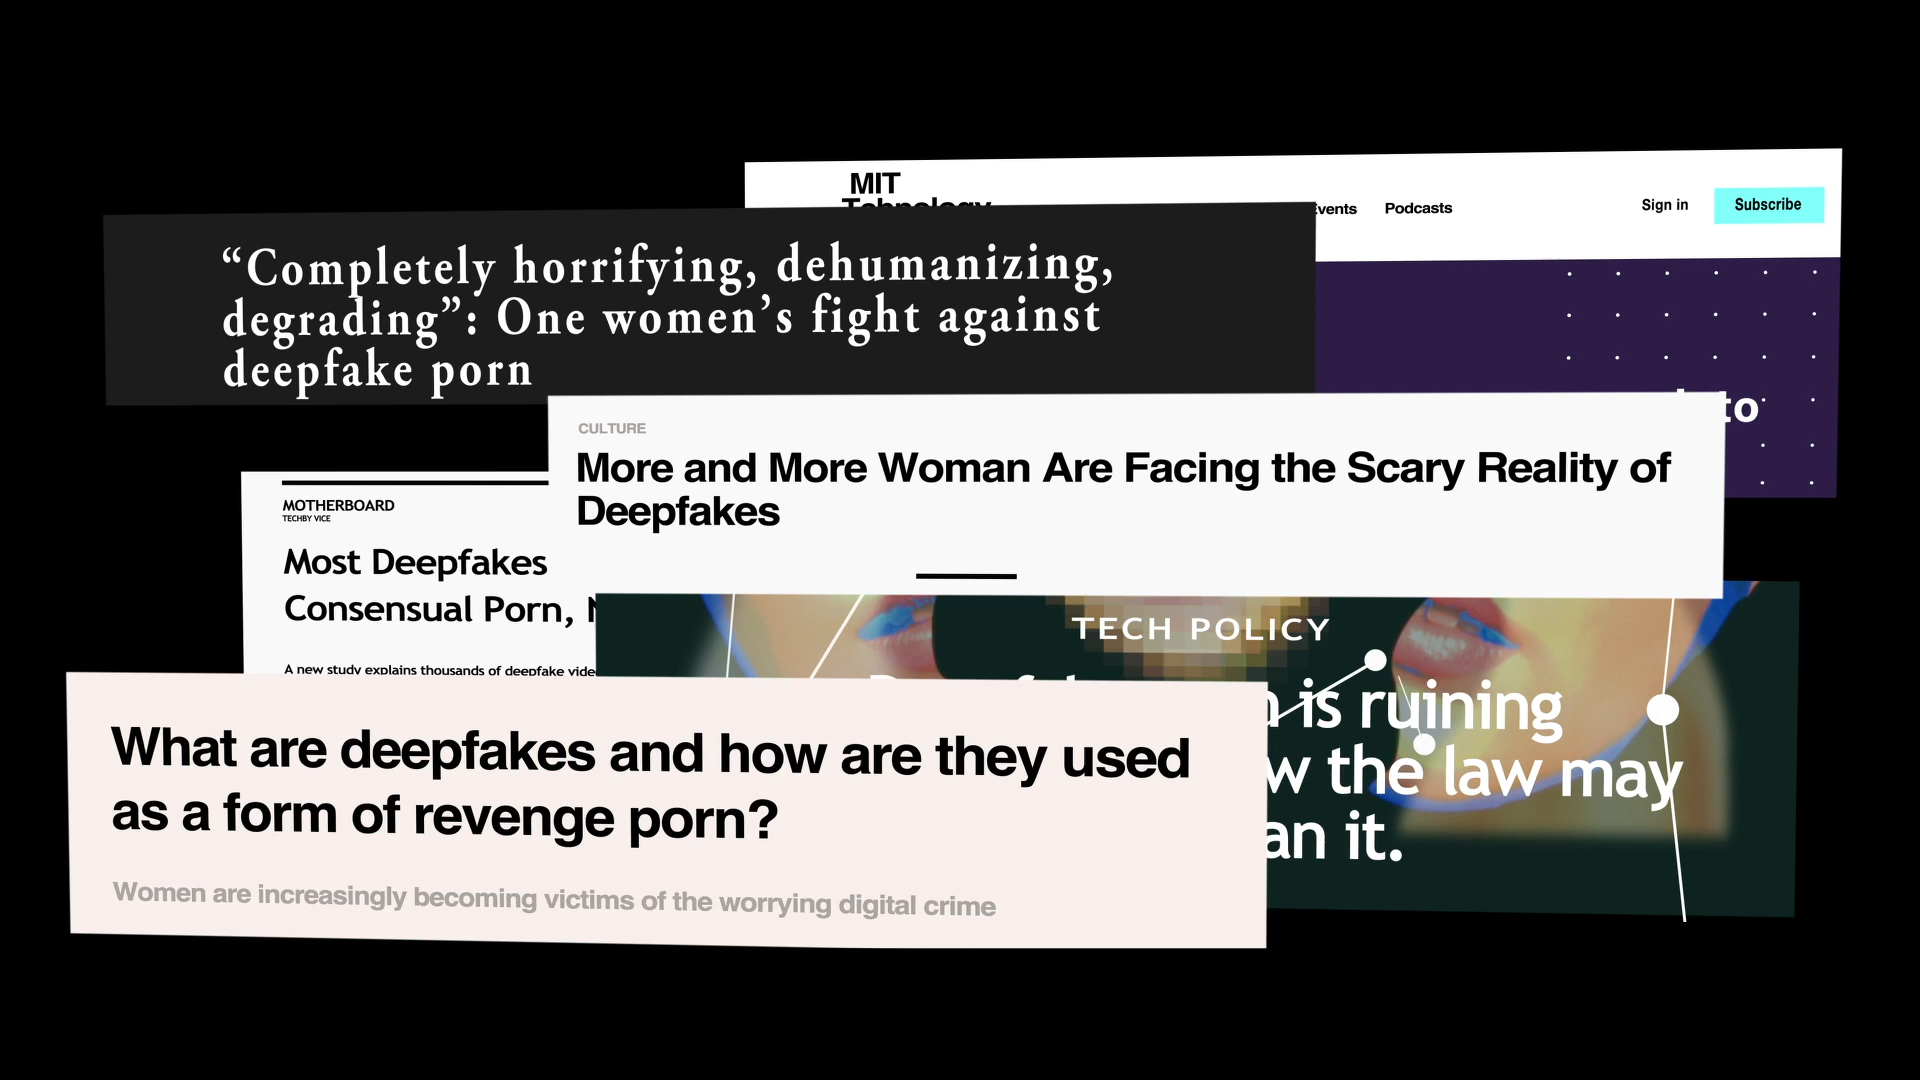 MIT
Technology
Events
Podcasts
Sign in
Subscribe
“Completely horrifying, dehumanizing,
degrading”: One women’s fight against
deepfake porn
to
CULTURE
More and More Woman Are Facing the Scary Reality of
Deepfakes
MOTHERBOARD
TECHBY VICE
Most Deepfakes
Consensual Porn,
A new study explains thousands of deepfake
TECH POLICY
is ruining
the law may
it.
What are deepfakes and how are they used
as a form of revenge porn?
Women are increasingly becoming victims of the worrying digital crime